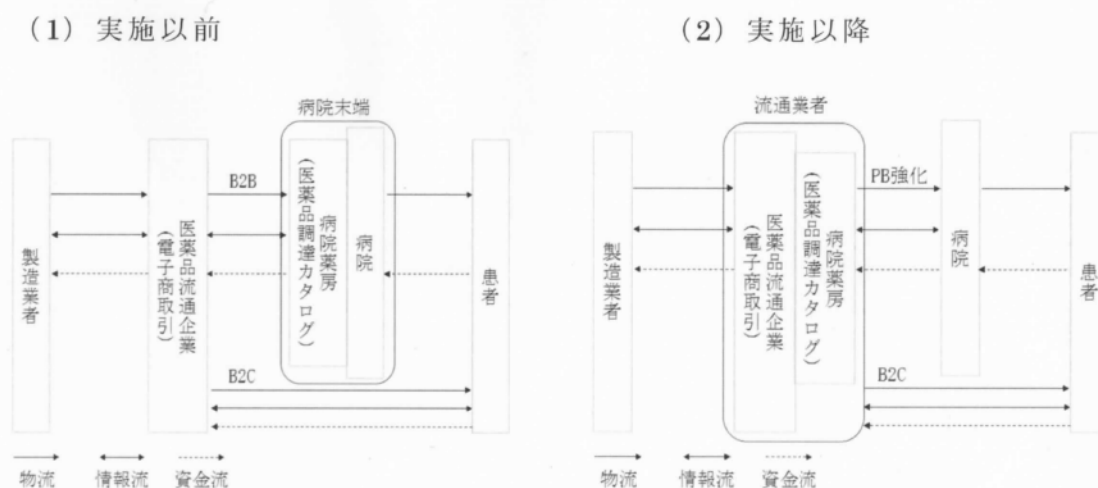 (1) 実施以前
病院末端
製造業者
医薬品流通企業
(電子商取引)
B2B
病院薬房
(医薬品調達カタログ)
病院
患者
B2C
物流
情報流
資金流
(2) 実施以降
流通業者
製造業者
医薬品流通企業
(電子商取引)
病院薬房
(医薬品調達カタログ)
PB強化
病院
患者
B2C
物流
情報流
資金流